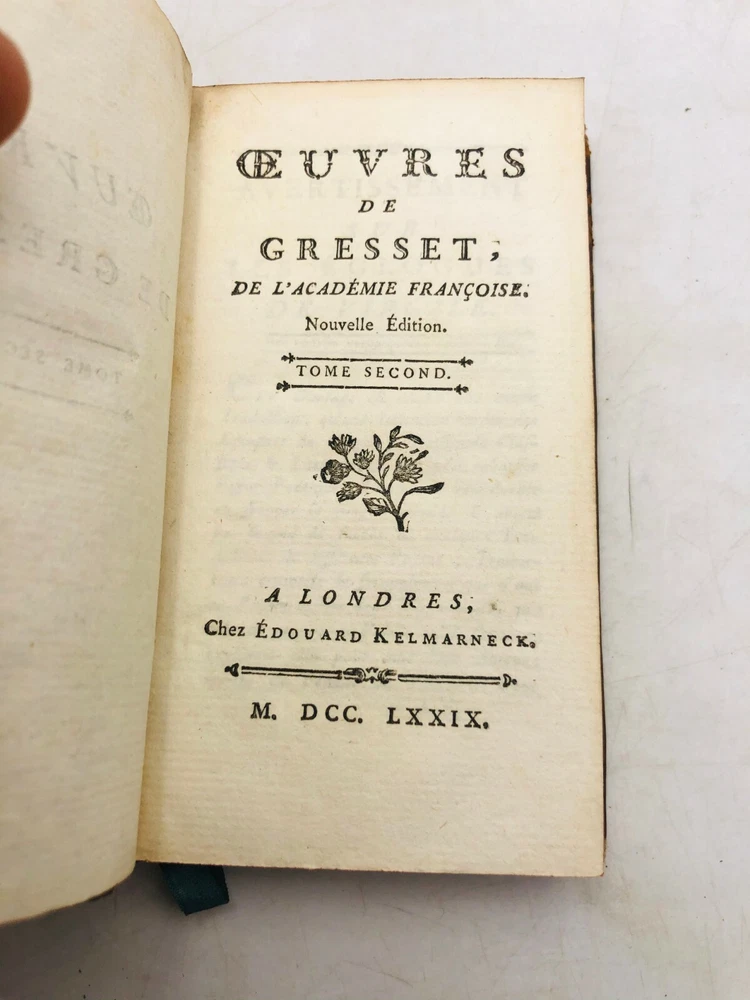 ŒUVRES
DE
GRESSET,
DE L'ACADÉMIE FRANÇOISE.
Nouvelle Édition.
TOME SECOND.
A LONDRES,
Chez ÉDOUARD KELMARNECK.
M. DCC. LXXIX.